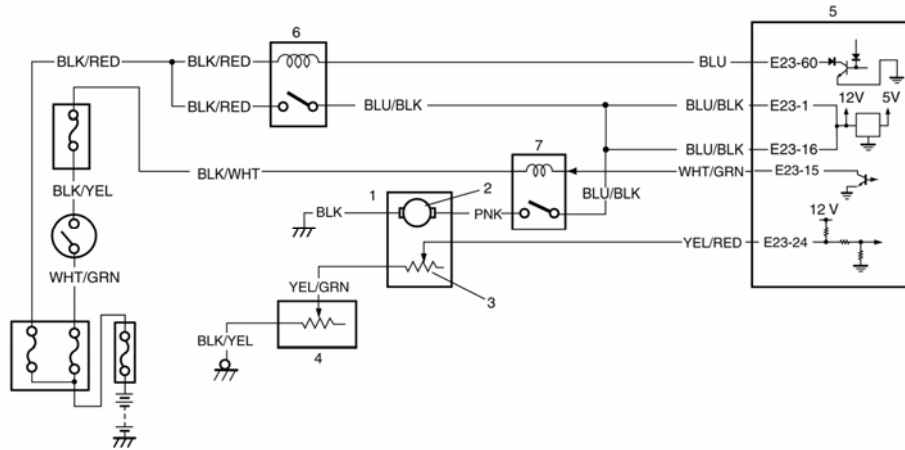 5
6
BLK/RED BLK/RED BLU E23-60
BLK/RED BLU/BLK BLU/BLK E23-1 12V 5V
7 BLU/BLK E23-16
BLK/WHT WHT/GRN E23-15
BLK/YEL 1 2 BLU/BLK
BLK PNK 12 V
YEL/RED E23-24
WHT/GRN YEL/GRN 3
BLK/YEL 4